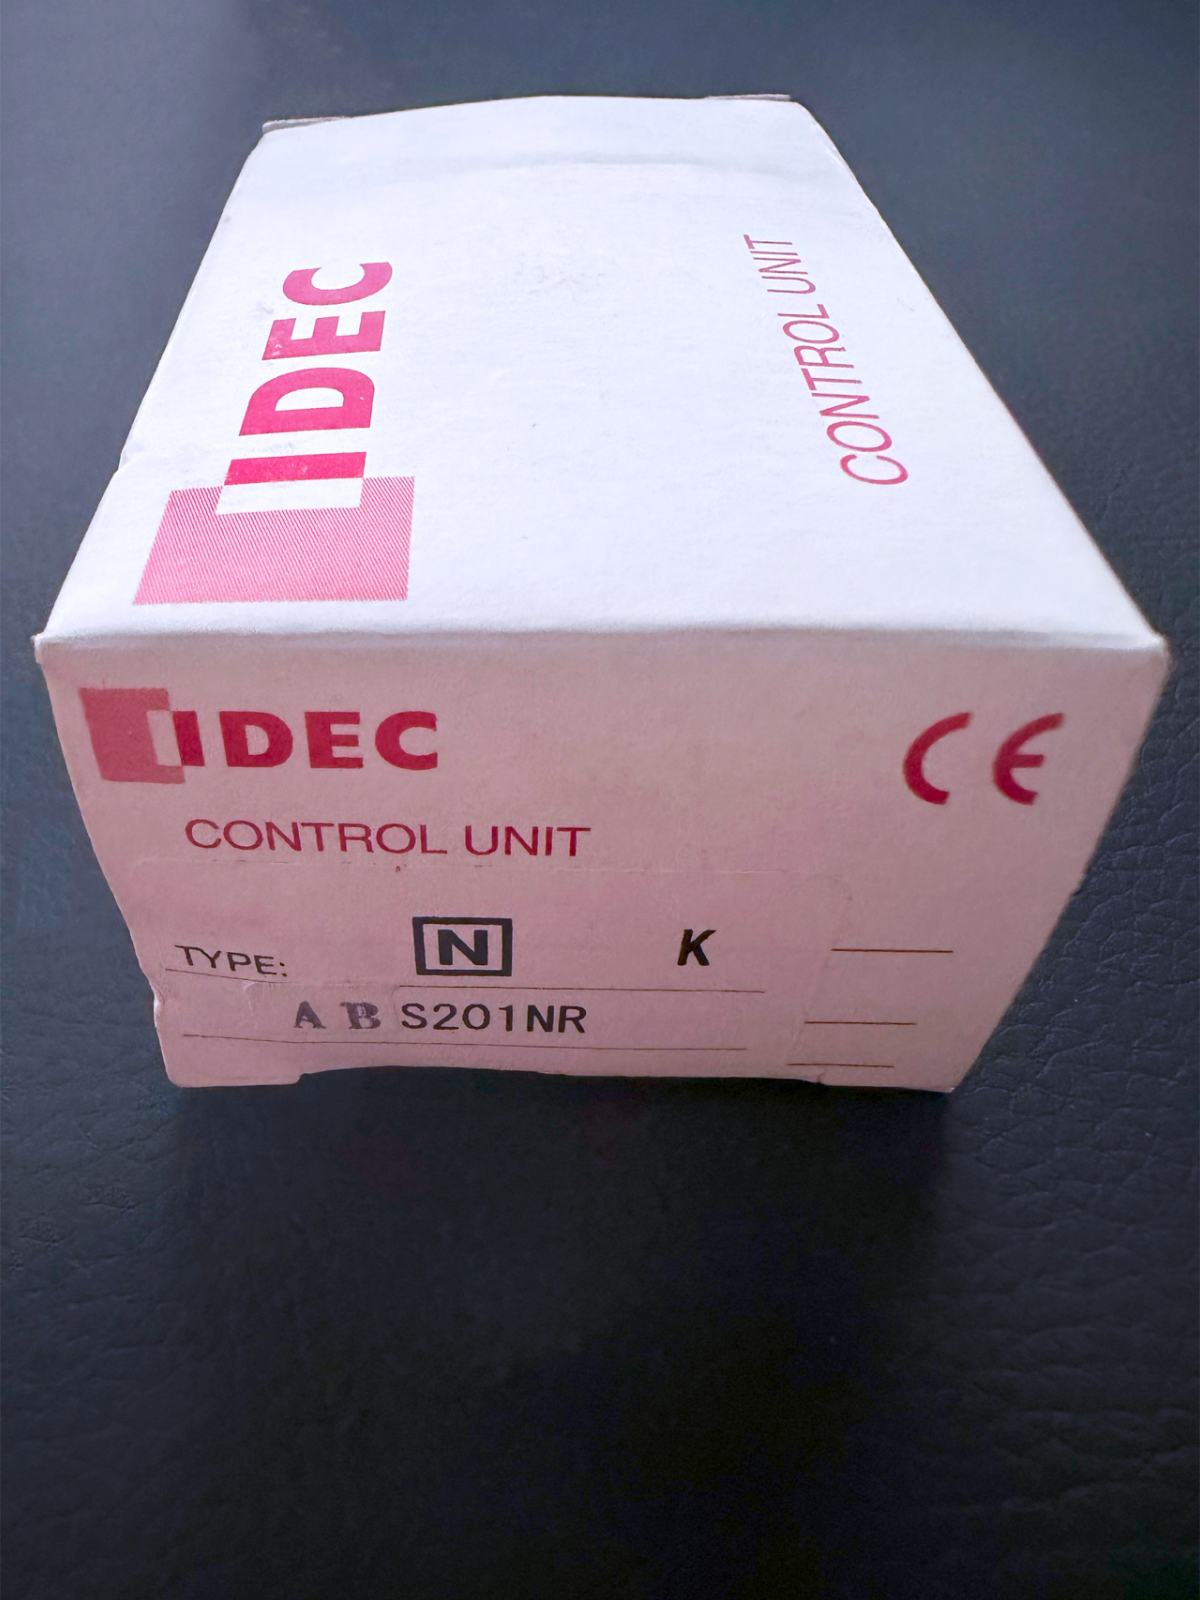 IDEC
CONTROL UNIT
IDEC
CE
CONTROL UNIT
TYPE: N K
ABS201NR